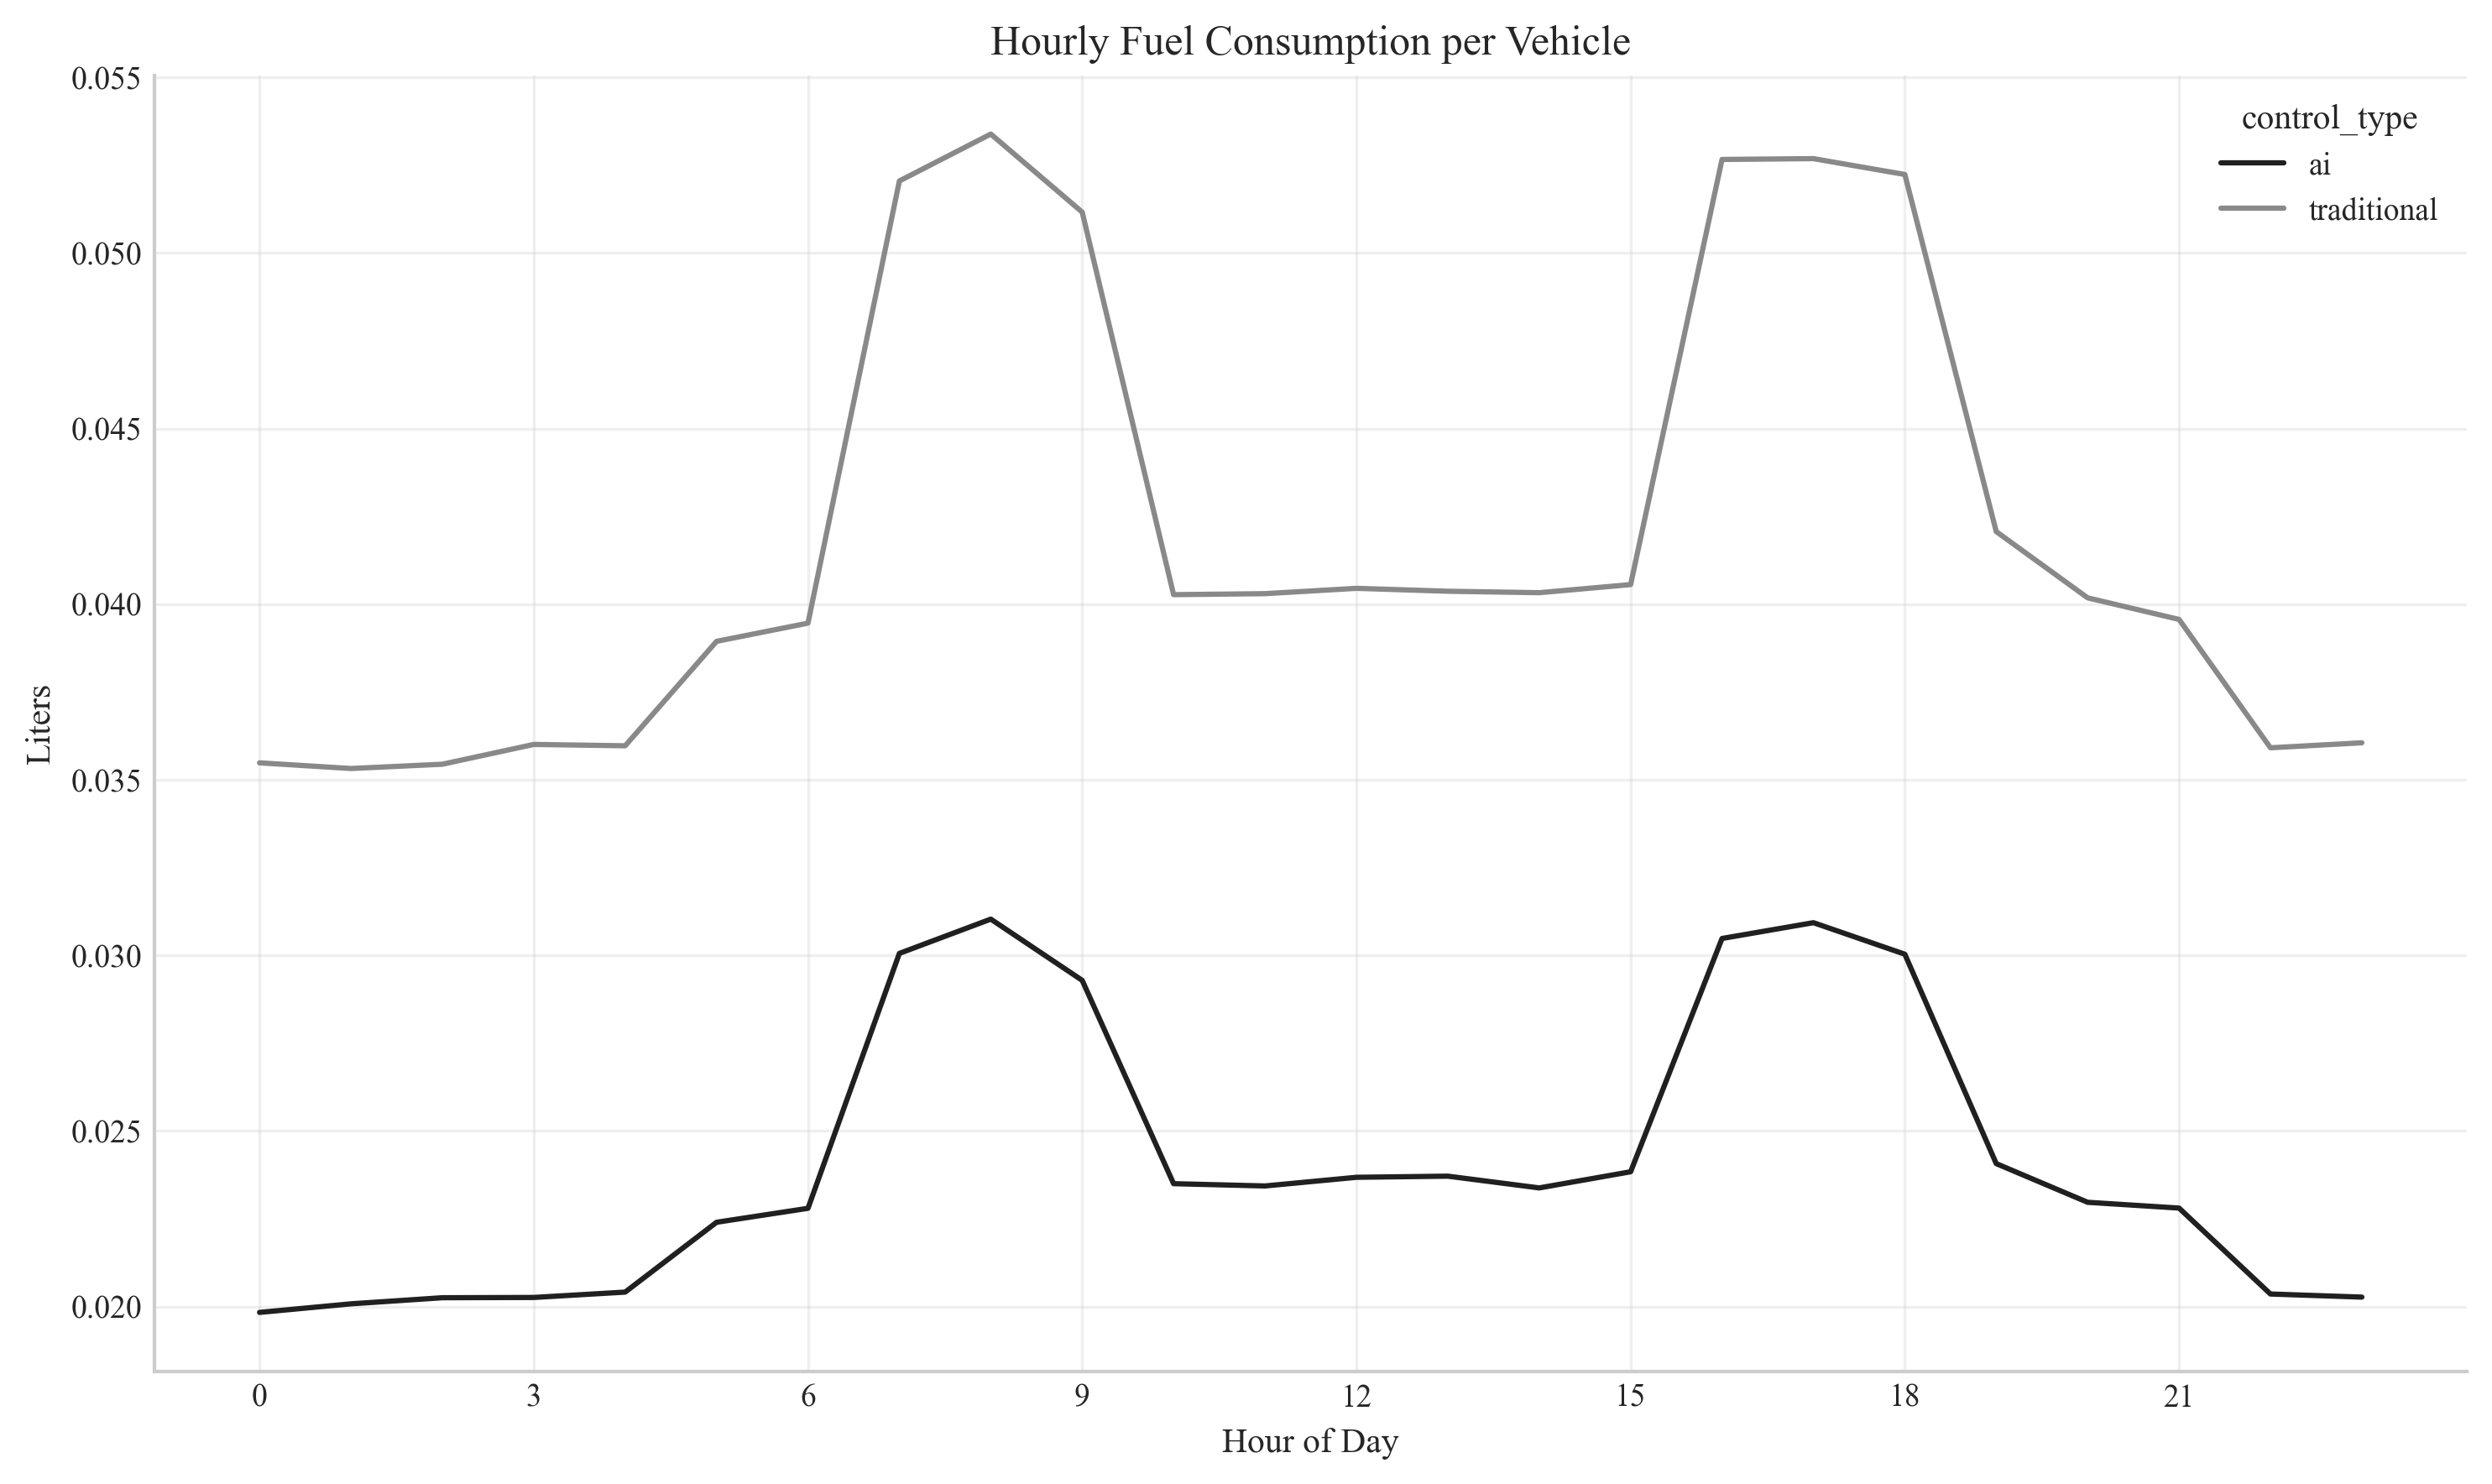 Hourly Fuel Consumption per Vehicle
control_type
ai
traditional
0.055
0.050
0.045
0.040
0.035
0.030
0.025
0.020
Liters
0 3 6 9 12 15 18 21
Hour of Day